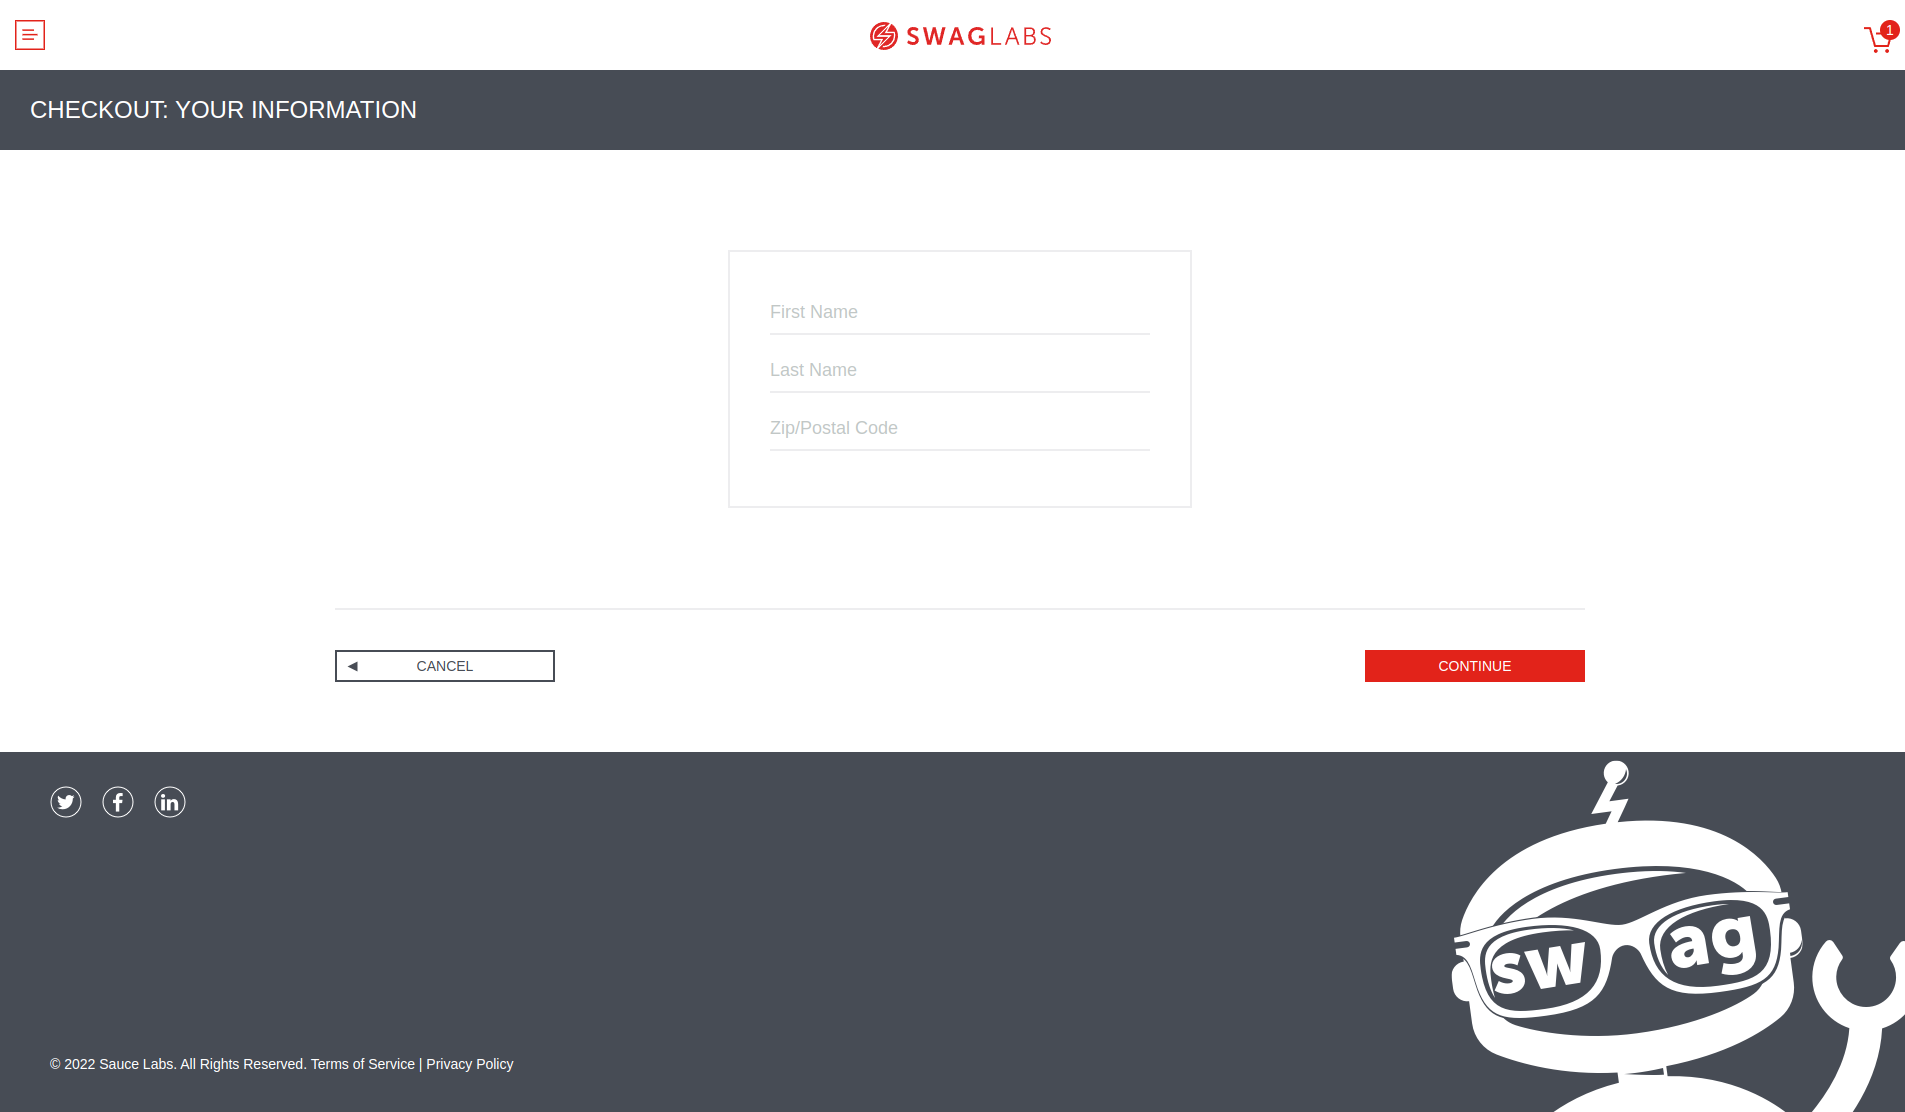 SWAGLABS
1
CHECKOUT: YOUR INFORMATION
First Name
Last Name
Zip/Postal Code
CANCEL
CONTINUE
sw ag
© 2022 Sauce Labs. All Rights Reserved. Terms of Service | Privacy Policy